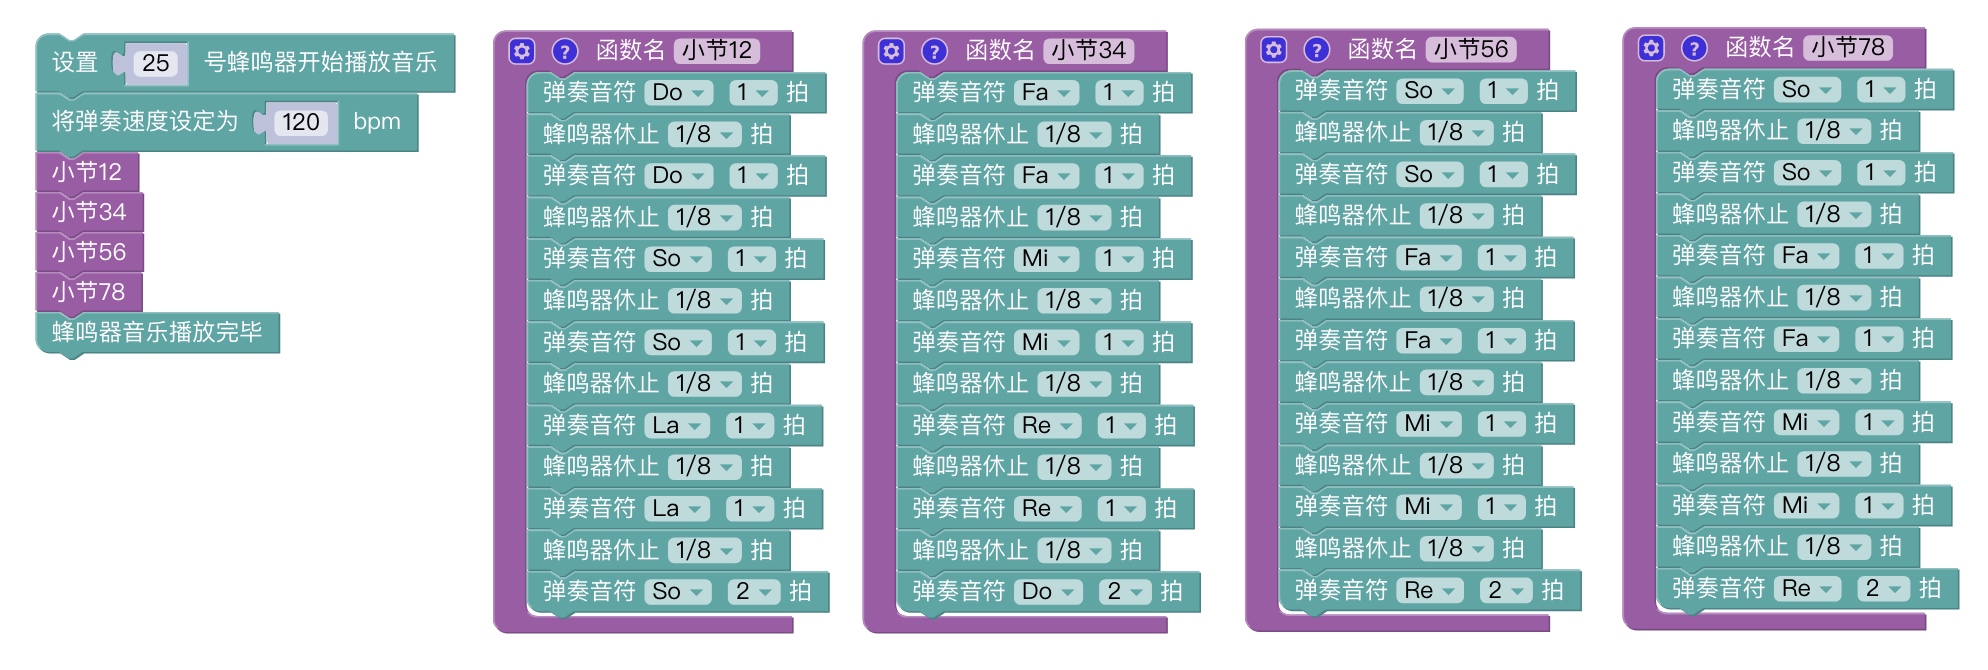 设置 25 号蜂鸣器开始播放音乐
将弹奏速度设定为 120 bpm
小节12
小节34
小节56
小节78
蜂鸣器音乐播放完毕
? 函数名 小节12
弹奏音符 Do 1 拍
蜂鸣器休止 1/8 拍
弹奏音符 Do 1 拍
蜂鸣器休止 1/8 拍
弹奏音符 So 1 拍
蜂鸣器休止 1/8 拍
弹奏音符 So 1 拍
蜂鸣器休止 1/8 拍
弹奏音符 La 1 拍
蜂鸣器休止 1/8 拍
弹奏音符 La 1 拍
蜂鸣器休止 1/8 拍
弹奏音符 So 2 拍
? 函数名 小节34
弹奏音符 Fa 1 拍
蜂鸣器休止 1/8 拍
弹奏音符 Fa 1 拍
蜂鸣器休止 1/8 拍
弹奏音符 Mi 1 拍
蜂鸣器休止 1/8 拍
弹奏音符 Mi 1 拍
蜂鸣器休止 1/8 拍
弹奏音符 Re 1 拍
蜂鸣器休止 1/8 拍
弹奏音符 Re 1 拍
蜂鸣器休止 1/8 拍
弹奏音符 Do 2 拍
? 函数名 小节56
弹奏音符 So 1 拍
蜂鸣器休止 1/8 拍
弹奏音符 So 1 拍
蜂鸣器休止 1/8 拍
弹奏音符 Fa 1 拍
蜂鸣器休止 1/8 拍
弹奏音符 Fa 1 拍
蜂鸣器休止 1/8 拍
弹奏音符 Mi 1 拍
蜂鸣器休止 1/8 拍
弹奏音符 Mi 1 拍
蜂鸣器休止 1/8 拍
弹奏音符 Re 2 拍
? 函数名 小节78
弹奏音符 So 1 拍
蜂鸣器休止 1/8 拍
弹奏音符 So 1 拍
蜂鸣器休止 1/8 拍
弹奏音符 Fa 1 拍
蜂鸣器休止 1/8 拍
弹奏音符 Fa 1 拍
蜂鸣器休止 1/8 拍
弹奏音符 Mi 1 拍
蜂鸣器休止 1/8 拍
弹奏音符 Mi 1 拍
蜂鸣器休止 1/8 拍
弹奏音符 Re 2 拍